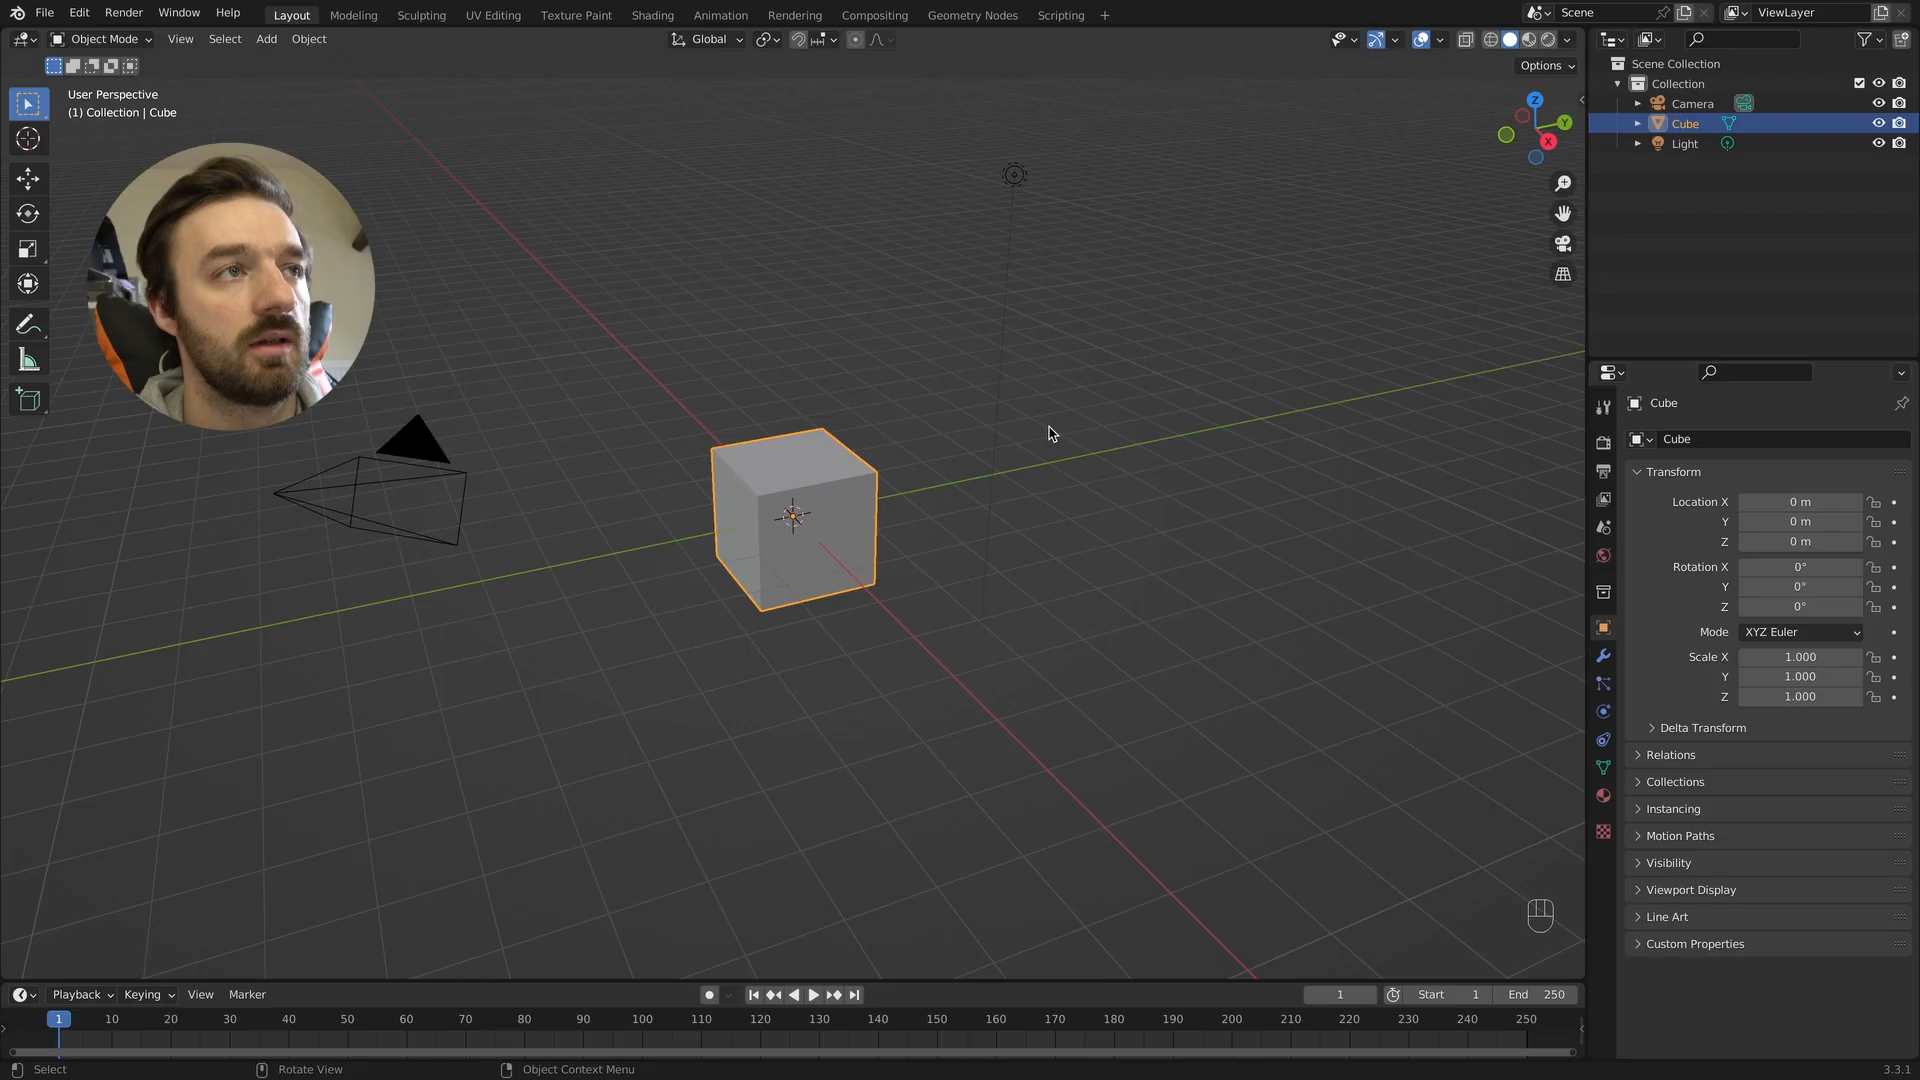 File Edit Render Window Help Layout Modeling Sculpting UV Editing Texture Paint Shading Animation Rendering Compositing Geometry Nodes Scripting + Scene ViewLayer
Object Mode View Select Add Object Global
Options
User Perspective
(1) Collection | Cube
Z
Y
X
Scene Collection
Collection
Camera
Cube
Light
Cube
Cube
Transform
Location X 0 m
Y 0 m
Z 0 m
Rotation X 0°
Y 0°
Z 0°
Mode XYZ Euler
Scale X 1.000
Y 1.000
Z 1.000
Delta Transform
Relations
Collections
Instancing
Motion Paths
Visibility
Viewport Display
Line Art
Custom Properties
Playback Keying View Marker 1 Start 1 End 250
1 10 20 30 40 50 60 70 80 90 100 110 120 130 140 150 160 170 180 190 200 210 220 230 240 250
Select Rotate View Object Context Menu 3.3.1